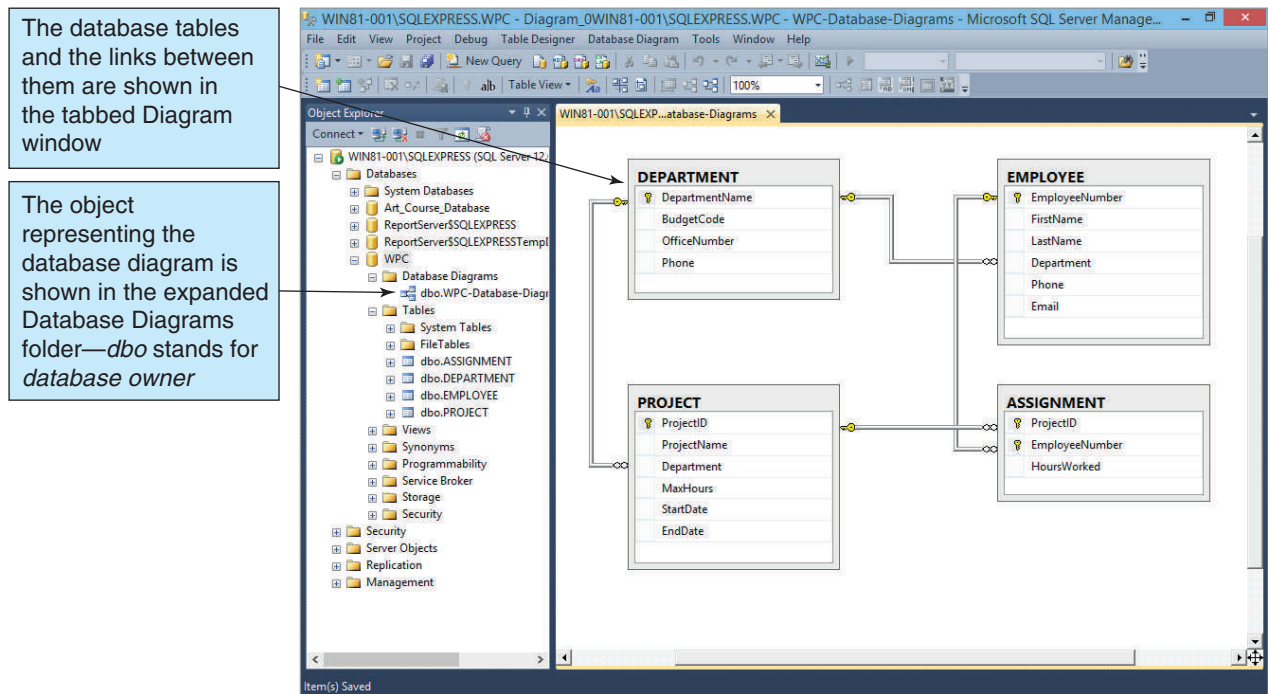 The database tables
and the links between
them are shown in
the tabbed Diagram
window
The object
representing the
database diagram is
shown in the expanded
Database Diagrams
folder—dbo stands for
database owner
WIN81-001\SQLEXPRESS.WPC - Diagram_0WIN81-001\SQLEXPRESS.WPC - WPC-Database-Diagrams - Microsoft SQL Server Manage...
File Edit View Project Debug Table Designer Database Diagram Tools Window Help
New Query
ab Table View 100%
Object Explorer
Connect
WIN81-001\SQLEXPRESS (SQL Server 12.
Databases
System Databases
Art_Course_Database
ReportServer$SQLEXPRESS
ReportServer$SQLEXPRESSTemp
WPC
Database Diagrams
dbo.WPC-Database-Diagr
Tables
System Tables
FileTables
dbo.ASSIGNMENT
dbo.DEPARTMENT
dbo.EMPLOYEE
dbo.PROJECT
Views
Synonyms
Programmability
Service Broker
Storage
Security
Security
Server Objects
Replication
Management
WIN81-001\SQLEXP...atabase-Diagrams
DEPARTMENT
DepartmentName
BudgetCode
OfficeNumber
Phone
EMPLOYEE
EmployeeNumber
FirstName
LastName
Department
Phone
Email
PROJECT
ProjectID
ProjectName
Department
MaxHours
StartDate
EndDate
ASSIGNMENT
ProjectID
EmployeeNumber
HoursWorked
Item(s) Saved